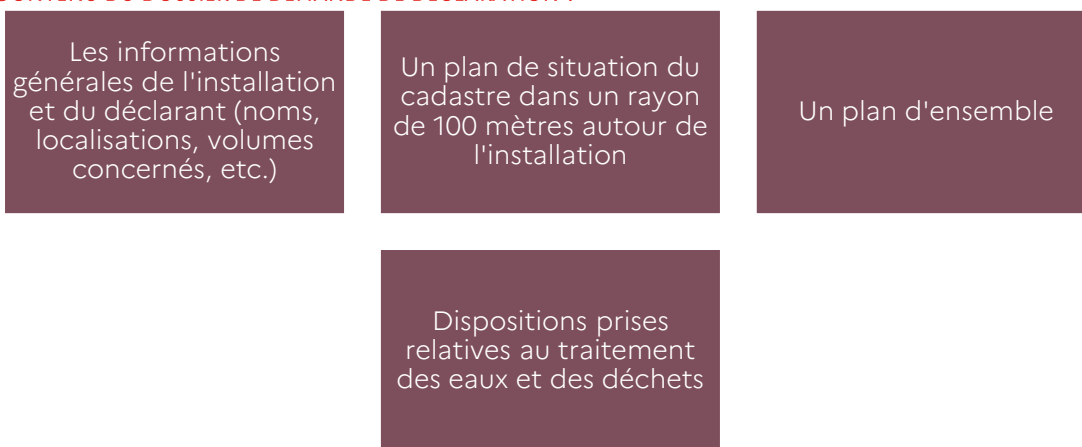 Les informations
générales de l'installation
et du déclarant (noms,
localisations, volumes
concernés, etc.)
Un plan de situation du
cadastre dans un rayon
de 100 mètres autour de
l'installation
Un plan d'ensemble
Dispositions prises
relatives au traitement
des eaux et des déchets